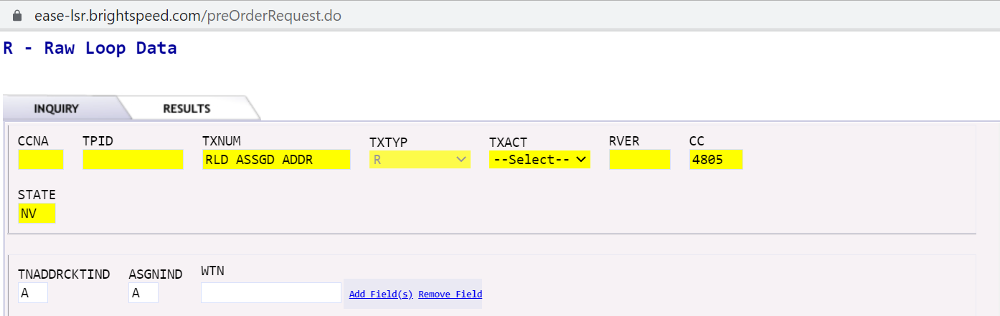 ease-lsr.brightspeed.com/preOrderRequest.do
R - Raw Loop Data
INQUIRY RESULTS
CCNA TPID TXNUM TXTYP TXACT RVER CC
RLD ASSGD ADDR R --Select-- 4805
STATE
NV
TNADDRCKTIND ASGNIND WTN
A A Add Field(s) Remove Field